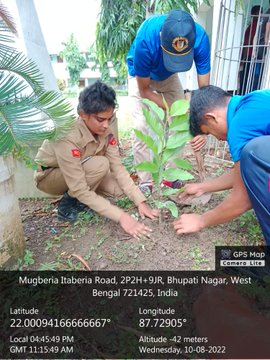 GPS Map
Camera Lite
Mugberia Itaberia Road, 2P2H+9JR, Bhupati Nagar, West
Bengal 721425, India
Latitude
22.00094166666667°
Longitude
87.72905°
Local 04:45:49 PM
GMT 11:15:49 AM
Altitude -42 meters
Wednesday, 10-08-2022